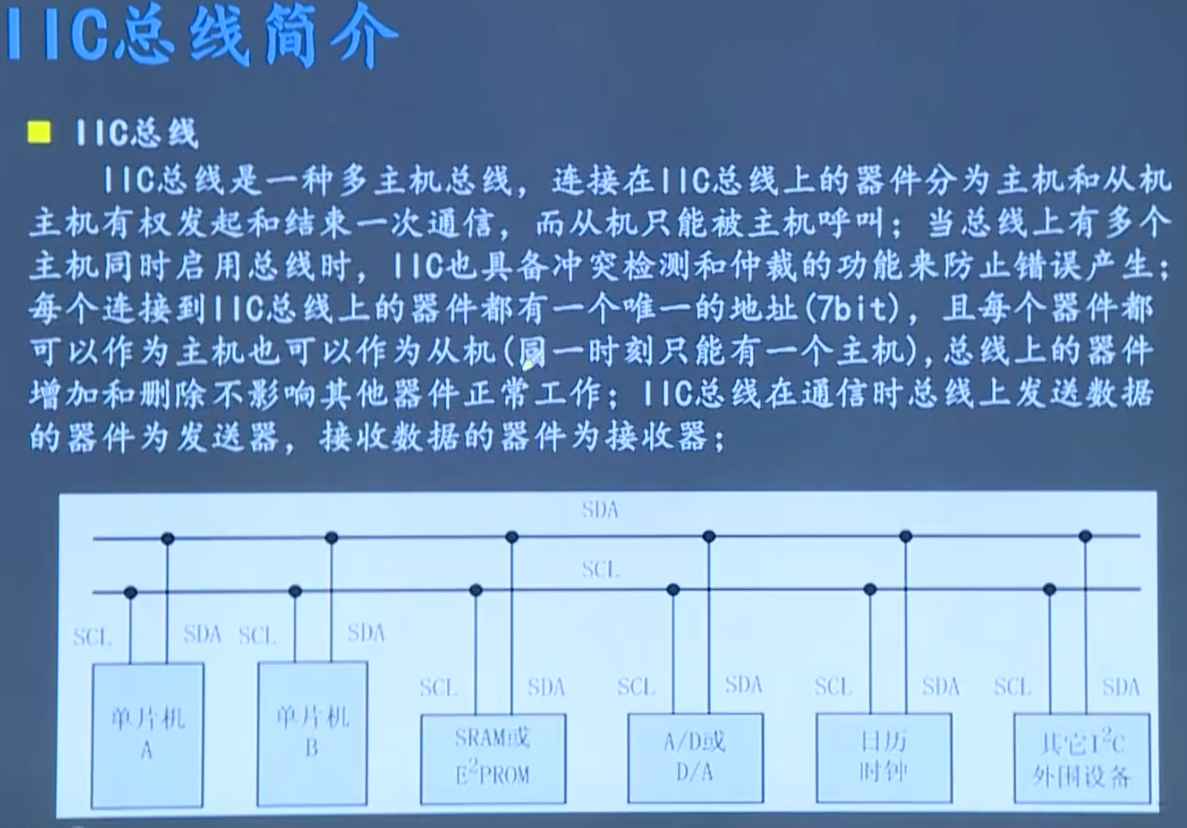 IIC总线简介
IIC总线
IIC总线是一种多主机总线，连接在IIC总线上的器件分为主机和从机
主机有权发起和结束一次通信，而从机只能被主机呼叫；当总线上有多个
主机同时启用总线时，IIC也具备冲突检测和仲裁的功能来防止错误产生；
每个连接到IIC总线上的器件都有一个唯一的地址(7bit)，且每个器件都
可以作为主机也可以作为从机(同一时刻只能有一个主机),总线上的器件
增加和删除不影响其他器件正常工作；IIC总线在通信时总线上发送数据
的器件为发送器，接收数据的器件为接收器；
SDA
SCL
SCL SDA SCL SDA
SCL SDA SCL SDA SCL SDA SCL SDA
单片机
A
单片机
B
SRAM或
E²PROM
A/D或
D/A
日历
时钟
其它I²C
外围设备